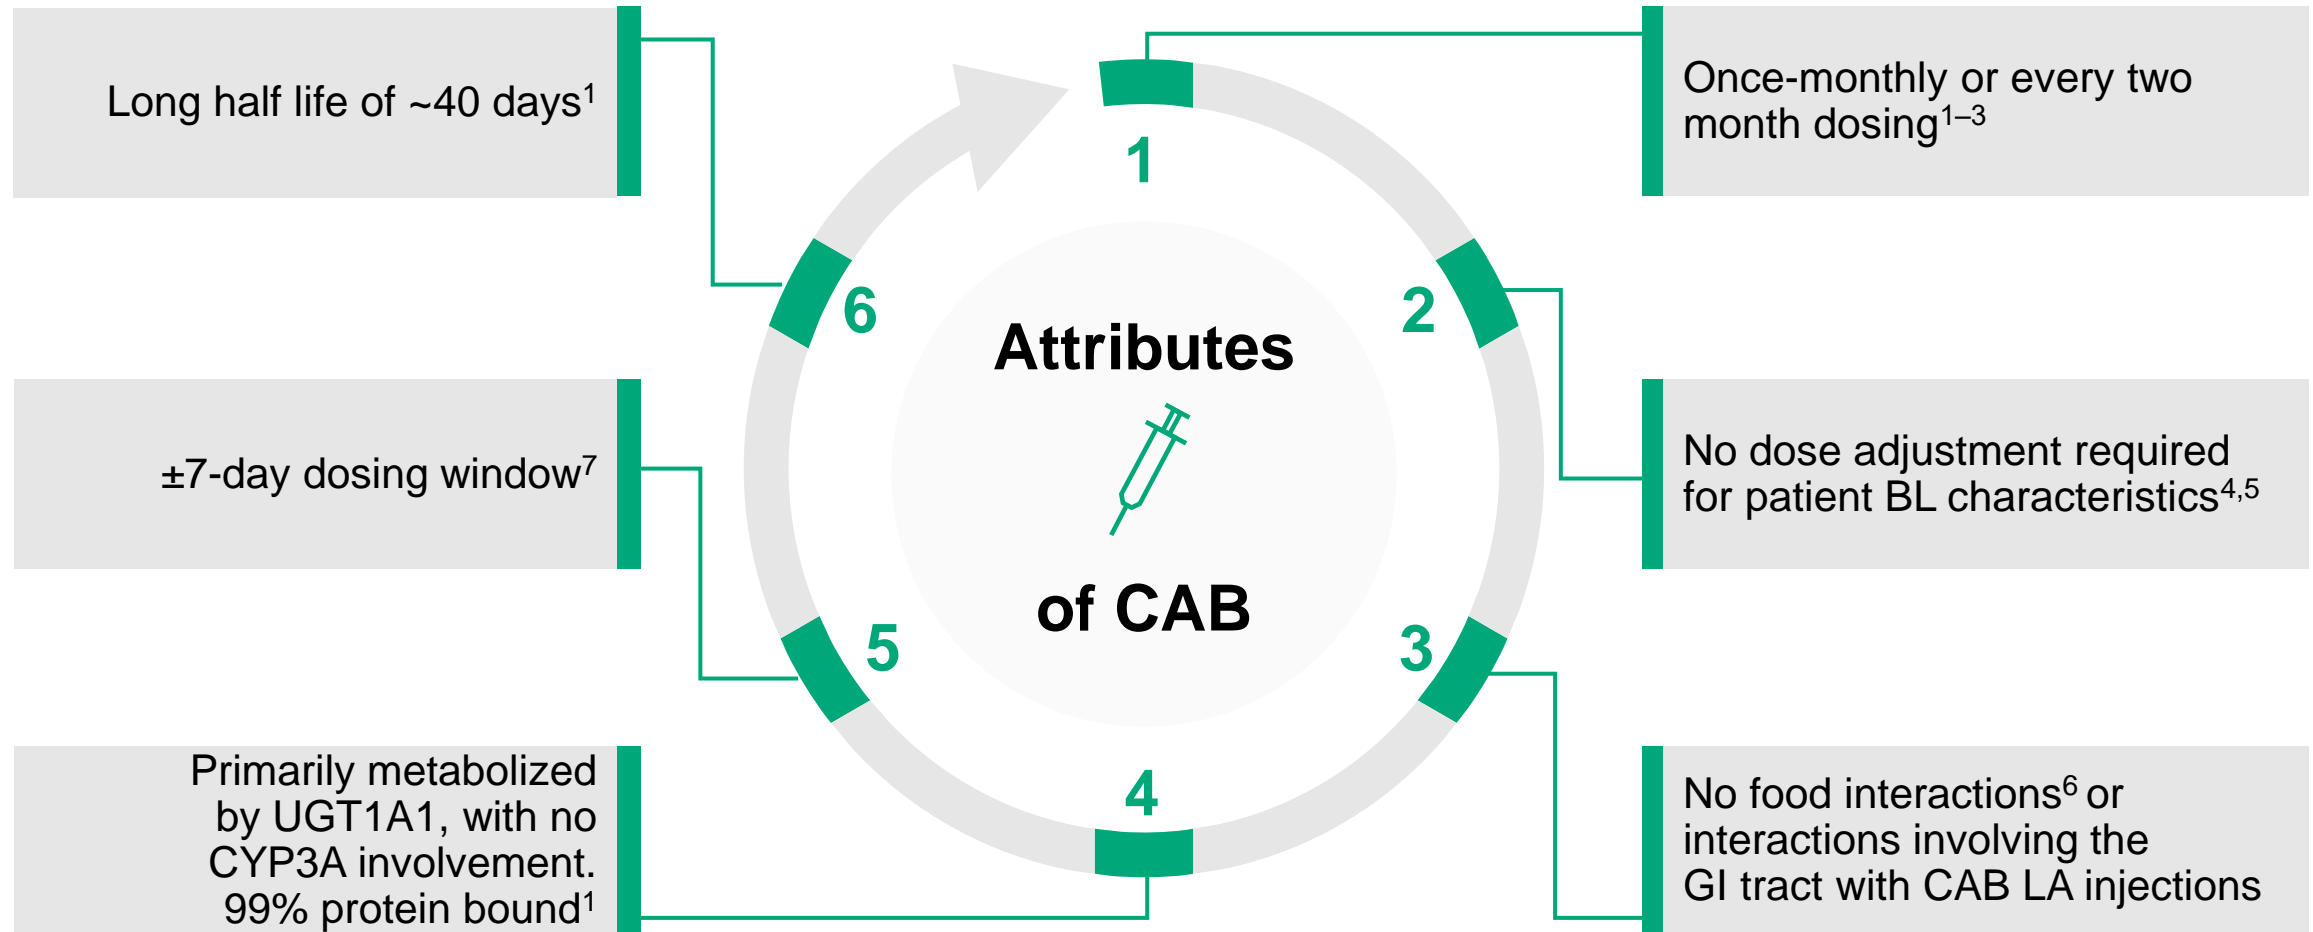 Attributes
of CAB
1
Once-monthly or every two
month dosing¹⁻³
2
No dose adjustment required
for patient BL characteristics⁴,⁵
3
No food interactions⁶ or
interactions involving the
GI tract with CAB LA injections
4
Primarily metabolized
by UGT1A1, with no
CYP3A involvement.
99% protein bound¹
5
±7-day dosing window⁷
6
Long half life of ~40 days¹